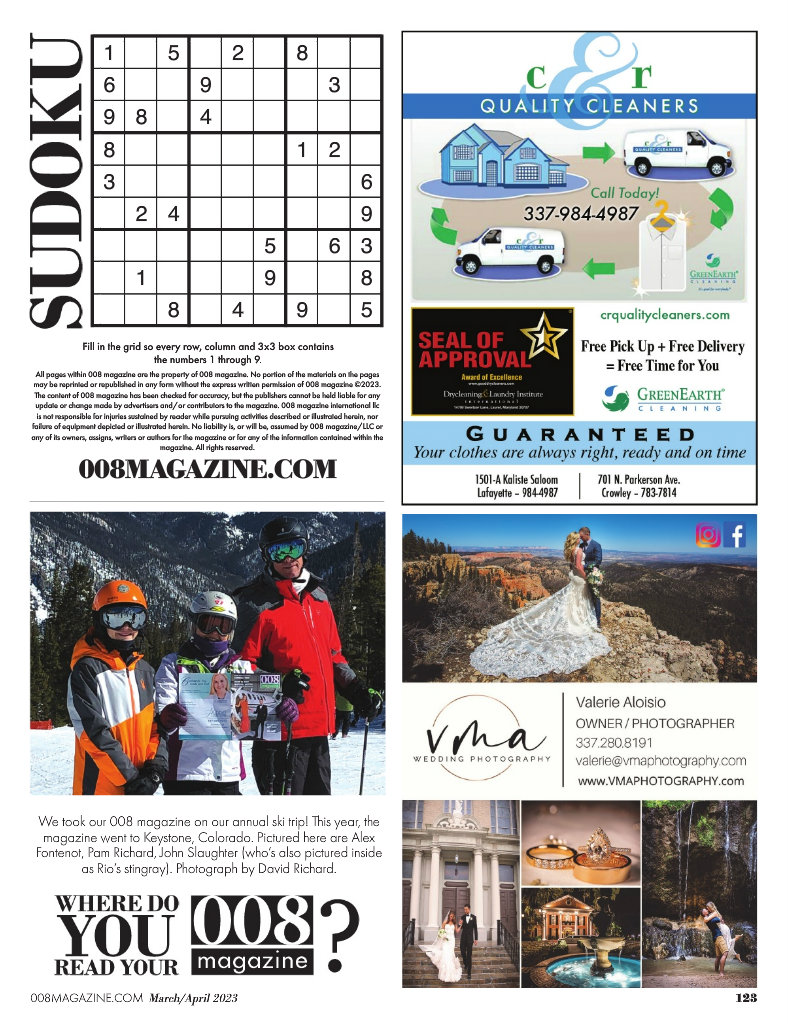 SUDOKU
1 5 2 8
6 9 3
9 8 4
8 1 2
3 6
2 4 9
5 6 3
1 9 8
8 4 9 5
Fill in the grid so every row, column and 3x3 box contains
the numbers 1 through 9.
All pages within 008 magazine are the property of 008 magazine. No portion of the materials on the pages
may be reprinted or republished in any form without the express written permission of 008 magazine ©2023.
The content of 008 magazine has been checked for accuracy, but the publishers cannot be held liable for any
update or change made by advertisers and/or contributors to the magazine. 008 magazine international llc
is not responsible for injuries sustained by reader while pursuing activities described or illustrated herein, nor
failure of equipment depicted or illustrated herein. No liability is, or will be, assumed by 008 magazine/LLC or
any of its owners, assigns, writers or authors for the magazine or for any of the information contained within the
magazine. All rights reserved.
008MAGAZINE.COM
008
We took our 008 magazine on our annual ski trip! This year, the
magazine went to Keystone, Colorado. Pictured here are Alex
Fontenot, Pam Richard, John Slaughter (who's also pictured inside
as Rio's stingray). Photograph by David Richard.
WHERE DO
YOU
READ YOUR
008
magazine
?
c&r
QUALITY CLEANERS
c&r
QUALITY CLEANERS
Call Today!
337-984-4987
c&r
QUALITY CLEANERS
GREENEARTH®
CLEANING
crqualitycleaners.com
SEAL OF
APPROVAL
Award of Excellence
Drycleaning & Laundry Institute
International
Free Pick Up + Free Delivery
= Free Time for You
GREENEARTH®
CLEANING
GUARANTEED
Your clothes are always right, ready and on time
1501-A Kaliste Saloom
Lafayette – 984-4987
701 N. Parkerson Ave.
Crowley – 783-7814
f
vma
WEDDING PHOTOGRAPHY
Valerie Aloisio
OWNER / PHOTOGRAPHER
337.280.8191
valerie@vmaphotography.com
www.VMAPHOTOGRAPHY.com
008MAGAZINE.COM March/April 2023
123